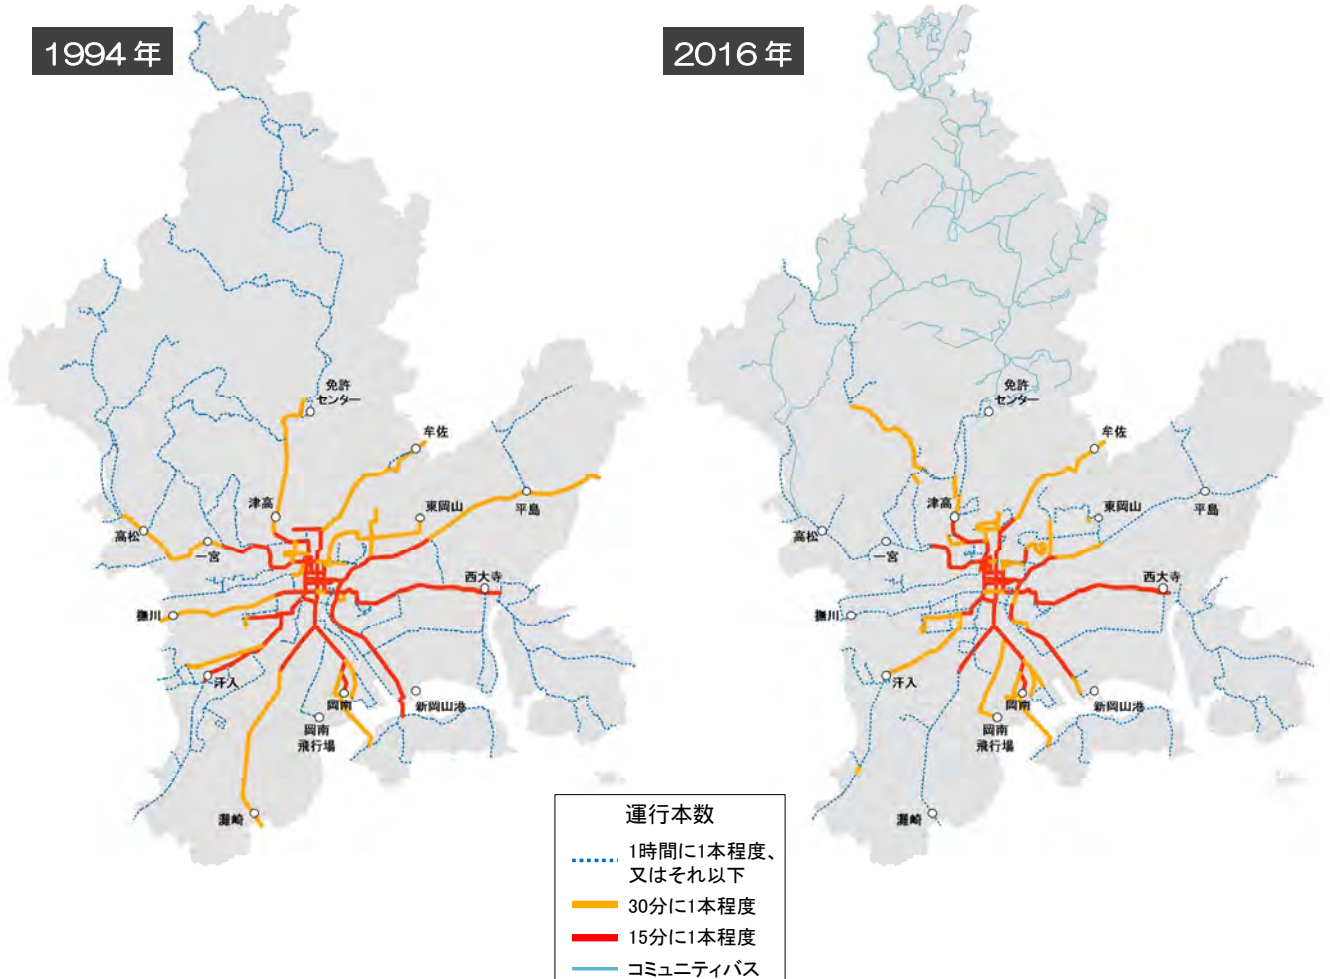 1994年
免許
センター
牟佐
津高
東岡山
平島
高松
一宮
西大寺
撫川
汗入
岡南
新岡山港
岡南
飛行場
灘崎
2016年
免許
センター
牟佐
津高
東岡山
平島
高松
一宮
西大寺
撫川
汗入
岡南
新岡山港
岡南
飛行場
灘崎
運行本数
1時間に1本程度、
又はそれ以下
30分に1本程度
15分に1本程度
コミュニティバス